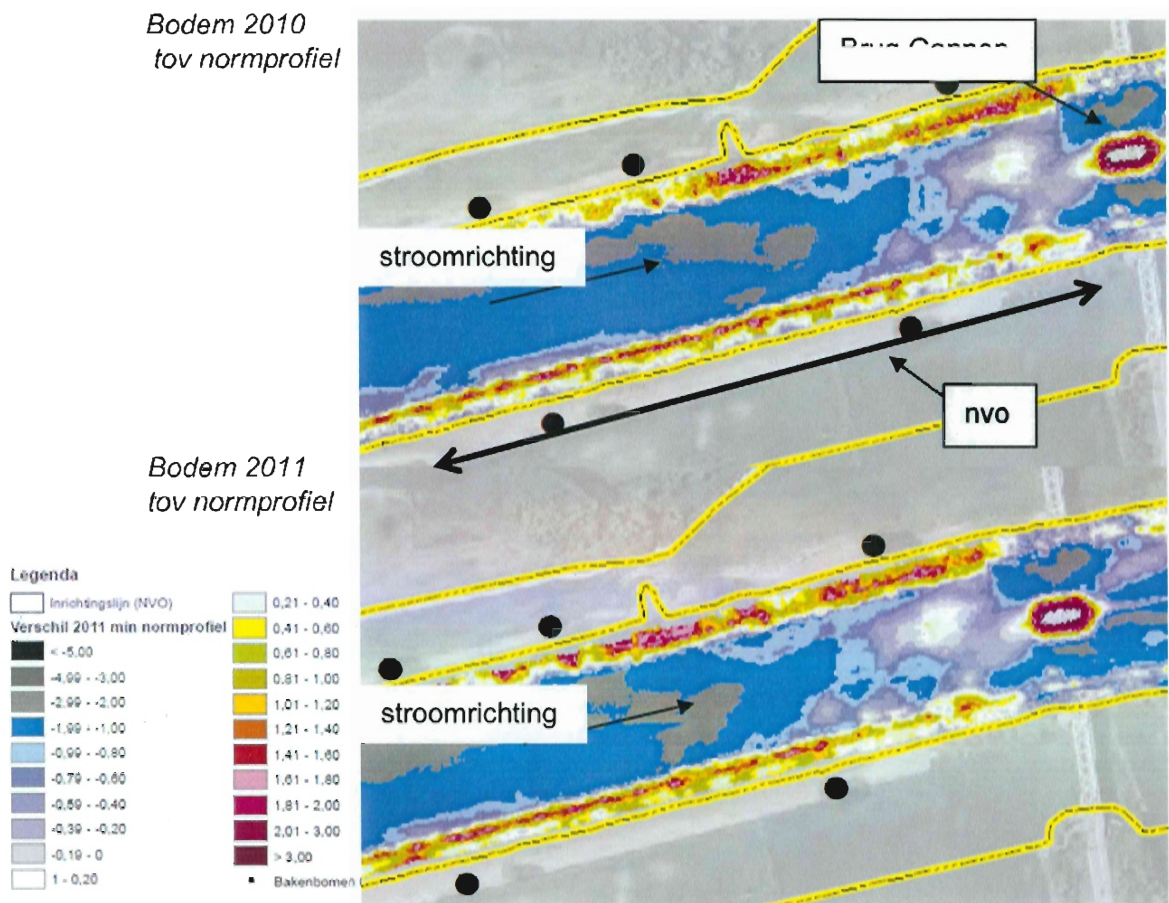 Bodem 2010
tov normprofiel
stroomrichting
nvo
Bodem 2011
tov normprofiel
stroomrichting
Legenda
Inrichtingslijn (NVO)
Verschil 2011 min normprofiel
< -5,00
-4,99 - -3,00
-2,99 - -2,00
-1,99 - -1,00
-0,99 - -0,80
-0,79 - -0,60
-0,59 - -0,40
-0,39 - -0,20
-0,19 - 0
1 - 0,20
0,21 - 0,40
0,41 - 0,60
0,61 - 0,80
0,81 - 1,00
1,01 - 1,20
1,21 - 1,40
1,41 - 1,60
1,61 - 1,80
1,81 - 2,00
2,01 - 3,00
> 3,00
Bakenbomen (